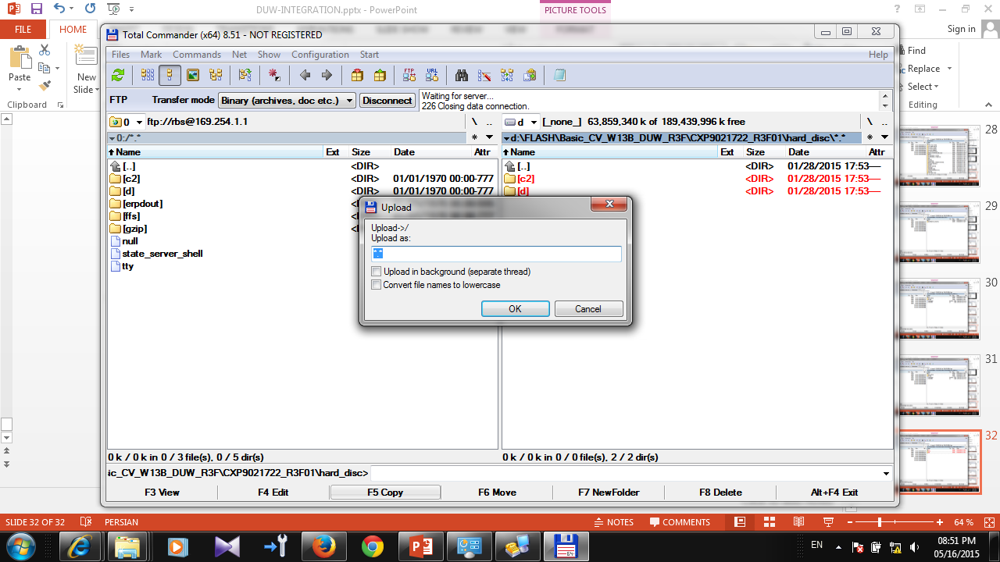 DUW-INTEGRATION.pptx - PowerPoint
PICTURE TOOLS
FILE
HOME
Sign in
Paste
New
Slide
Clipboard
Find
Replace
Select
Editing
Total Commander (x64) 8.51 - NOT REGISTERED
Files Mark Commands Net Show Configuration Start Help
FTP URL
FTP Transfer mode Binary (archives, doc etc.) Disconnect
Waiting for server...
226 Closing data connection.
0 ftp://rbs@169.254.1.1 \ ..
d [_none_] 63,859,340 k of 189,439,996 k free \ ..
0:/*.* * 
d:\FLASH\Basic_CV_W13B_DUW_R3F\CXP9021722_R3F01\hard_disc\*.* *
Name Ext Size Date Attr
[..] <DIR>
[c2] <DIR> 01/01/1970 00:00-777
[d] <DIR> 01/01/1970 00:00-777
[erpdout]
[ffs]
[gzip]
null
state_server_shell
tty
Name Ext Size Date Attr
[..] <DIR> 01/28/2015 17:53----
[c2] <DIR> 01/28/2015 17:53----
[d] <DIR> 01/28/2015 17:53----
Upload
Upload->/
Upload as:
*.*
Upload in background (separate thread)
Convert file names to lowercase
OK Cancel
0 k / 0 k in 0 / 3 file(s), 0 / 5 dir(s)
0 k / 0 k in 0 / 0 file(s), 2 / 2 dir(s)
ic_CV_W13B_DUW_R3F\CXP9021722_R3F01\hard_disc>
F3 View F4 Edit F5 Copy F6 Move F7 NewFolder F8 Delete Alt+F4 Exit
28
29
30
31
32
SLIDE 32 OF 32 PERSIAN NOTES COMMENTS 64 %
EN
08:51 PM
05/16/2015